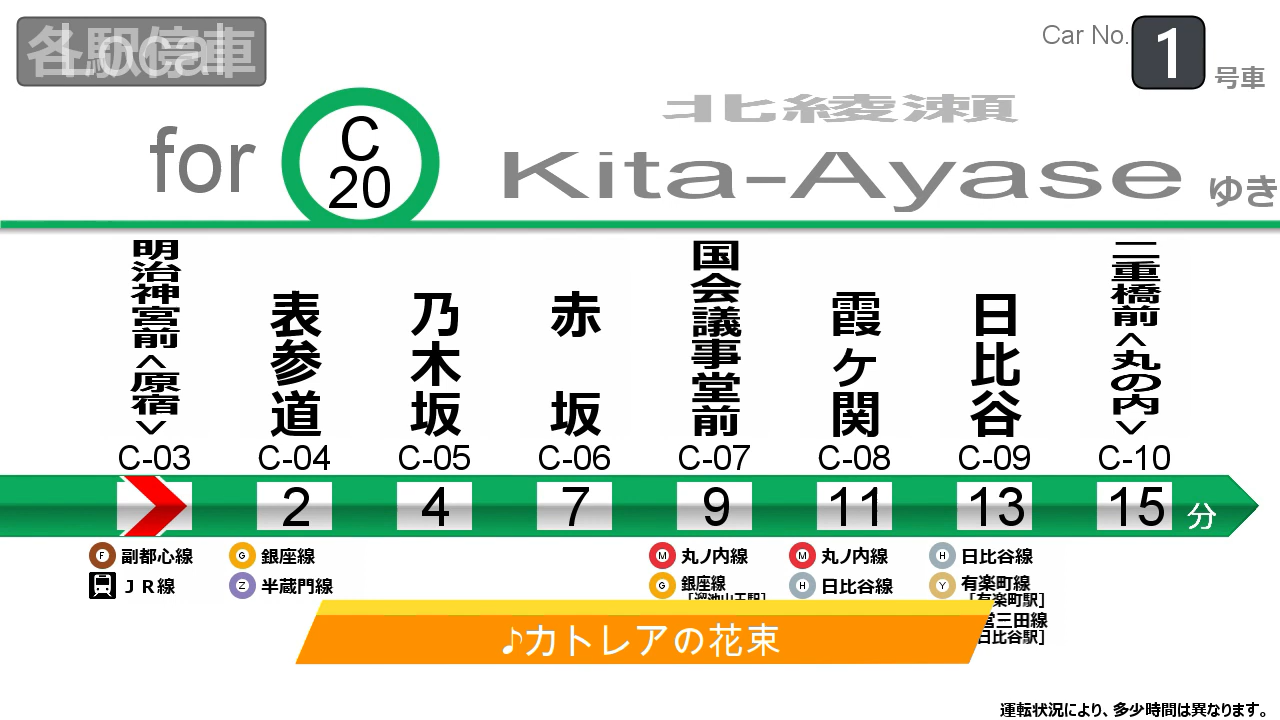 各駅停車
Local
Car No. 1 号車
北綾瀬
for C 20 Kita-Ayase ゆき
明治神宮前〈原宿〉
表参道
乃木坂
赤坂
国会議事堂前
霞ケ関
日比谷
二重橋前〈丸の内〉
C-03 C-04 C-05 C-06 C-07 C-08 C-09 C-10
2 4 7 9 11 13 15 分
F 副都心線
JR線
G 銀座線
Z 半蔵門線
M 丸ノ内線
G 銀座線
[溜池山王駅]
M 丸ノ内線
H 日比谷線
H 日比谷線
Y 有楽町線
[有楽町駅]
営三田線
日比谷駅]
♪カトレアの花束
運転状況により、多少時間は異なります。